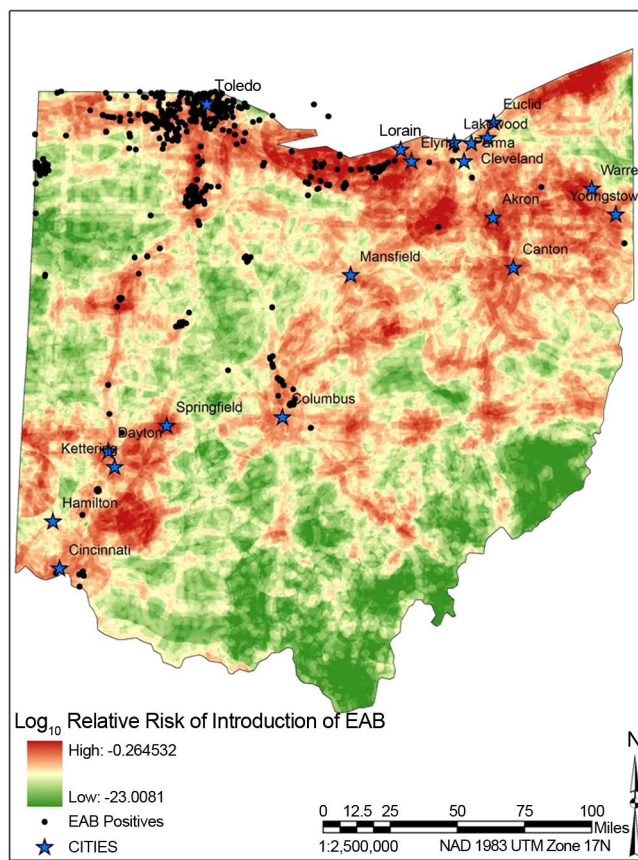 Toledo
Euclid
Lakewood
Lorain
Elyria
Parma
Cleveland
Warre
Youngstow
Akron
Mansfield
Canton
Springfield
Columbus
Dayton
Kettering
Hamilton
Cincinnati
Log10 Relative Risk of Introduction of EAB
High: -0.264532
Low: -23.0081
EAB Positives
CITIES
N
0 12.5 25 50 75 100
Miles
1:2,500,000 NAD 1983 UTM Zone 17N